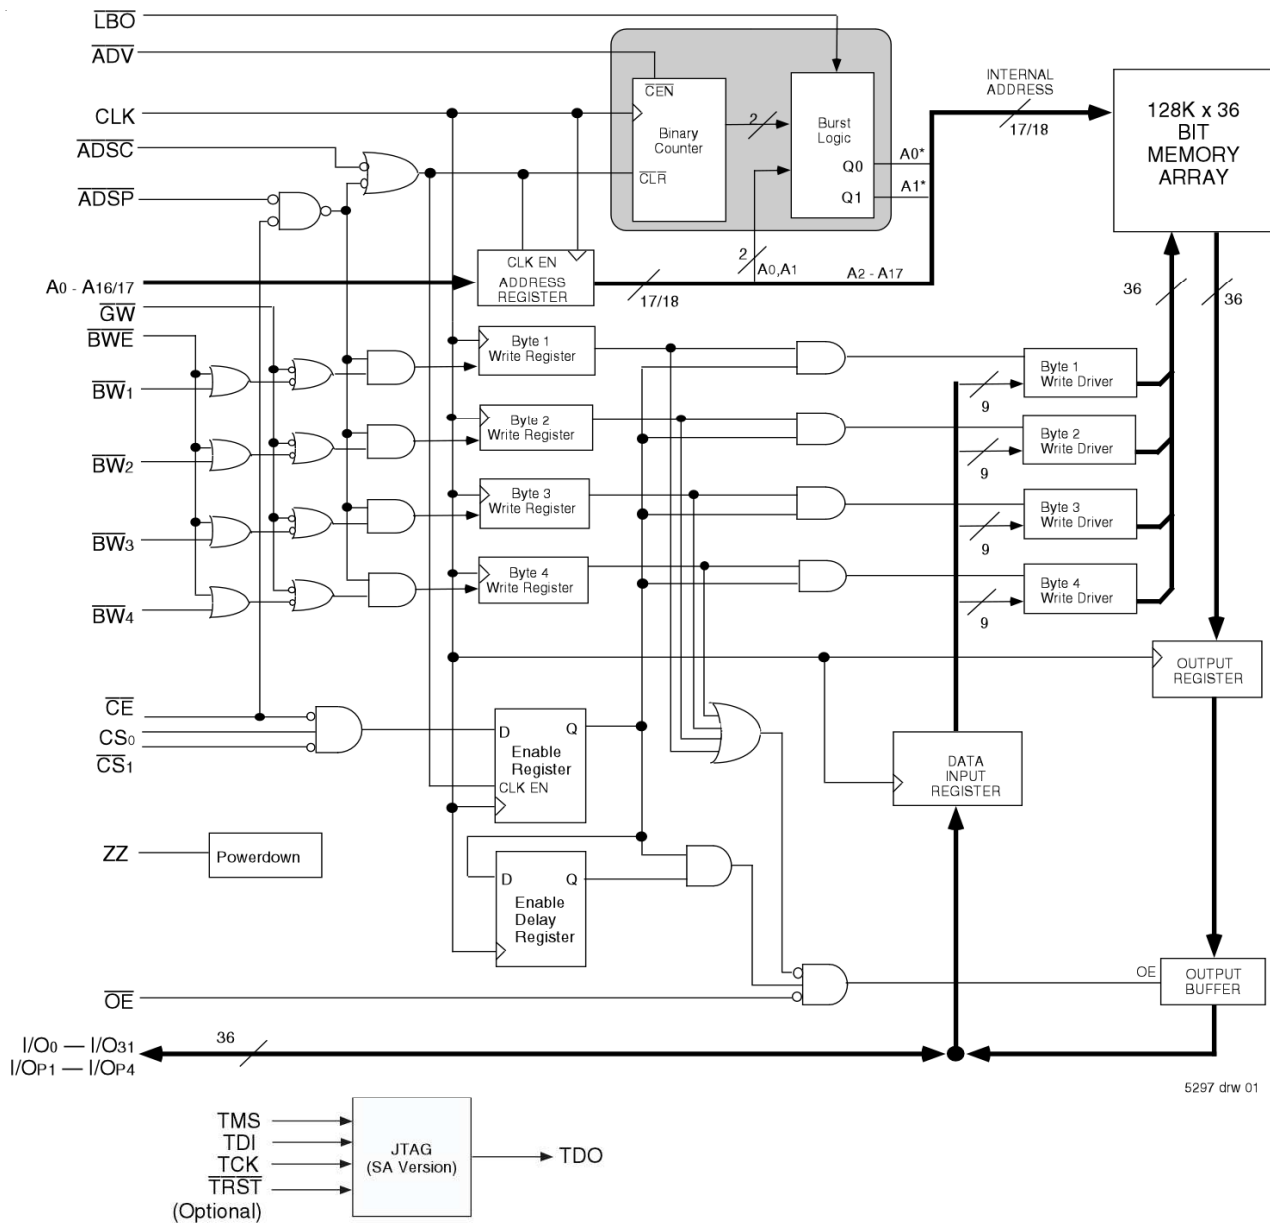 LBO
ADV
CLK
ADSC
ADSP
CEN
Binary
Counter
CLR
2
Burst
Logic
Q0
Q1
A0*
A1*
INTERNAL
ADDRESS
17/18
128K x 36
BIT
MEMORY
ARRAY
A0 - A16/17
CLK EN
ADDRESS
REGISTER
17/18
2
A0,A1
A2 - A17
36
36
GW
BWE
BW1
BW2
BW3
BW4
Byte 1
Write Register
Byte 2
Write Register
Byte 3
Write Register
Byte 4
Write Register
9
Byte 1
Write Driver
9
Byte 2
Write Driver
9
Byte 3
Write Driver
9
Byte 4
Write Driver
OUTPUT
REGISTER
CE
CS0
CS1
D Q
Enable
Register
CLK EN
DATA
INPUT
REGISTER
ZZ
Powerdown
D Q
Enable
Delay
Register
OE
OE
OUTPUT
BUFFER
I/O0 — I/O31
I/OP1 — I/OP4
36
5297 drw 01
TMS
TDI
TCK
TRST
(Optional)
JTAG
(SA Version)
TDO